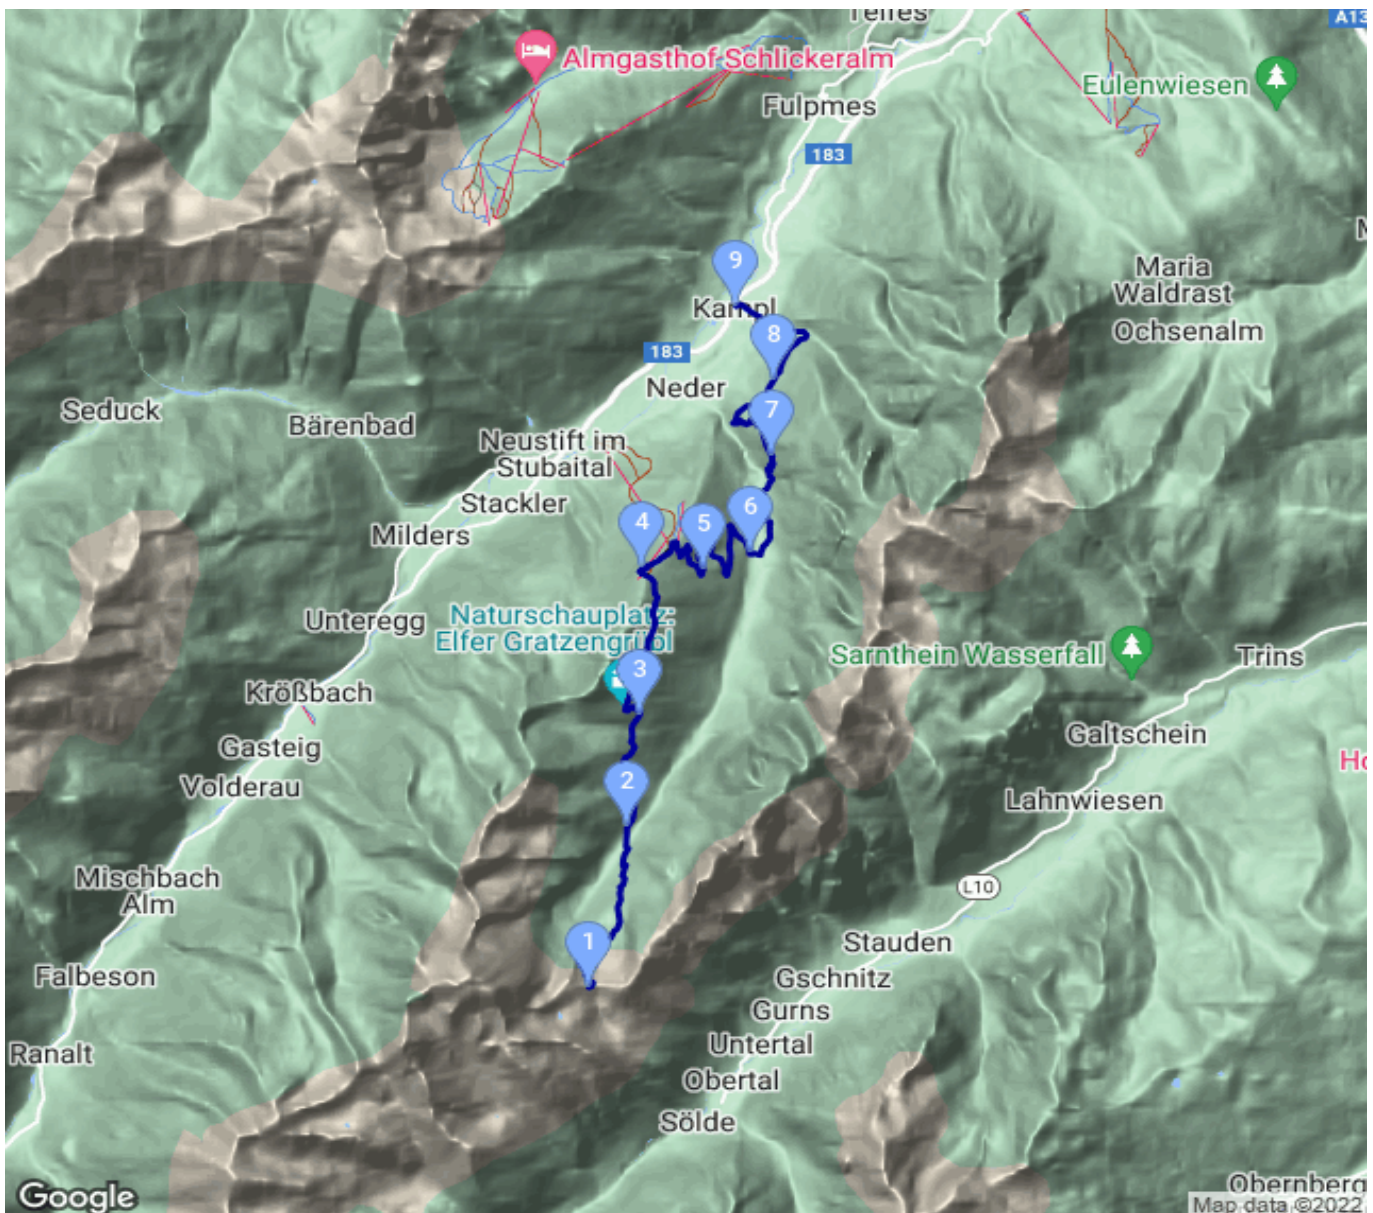 Telfes
A13
Almgasthof Schlickeralm
Eulenwiesen
Fulpmes
183
9
Maria
Waldrast
Kampl
Ochsenalm
8
183
Neder
Seduck
7
Bärenbad
Neustift im
Stubaital
Stackler
6
4
5
Milders
Naturschauplatz:
Elfer Gratzengrübl
Unteregg
Sarnthein Wasserfall
Trins
3
Krößbach
Galtschein
Gasteig
2
Volderau
Lahnwiesen
Mischbach
Alm
L10
1
Stauden
Falbeson
Gschnitz
Gurns
Ranalt
Untertal
Obertal
Sölde
Obernberg
Google
Map data ©2022